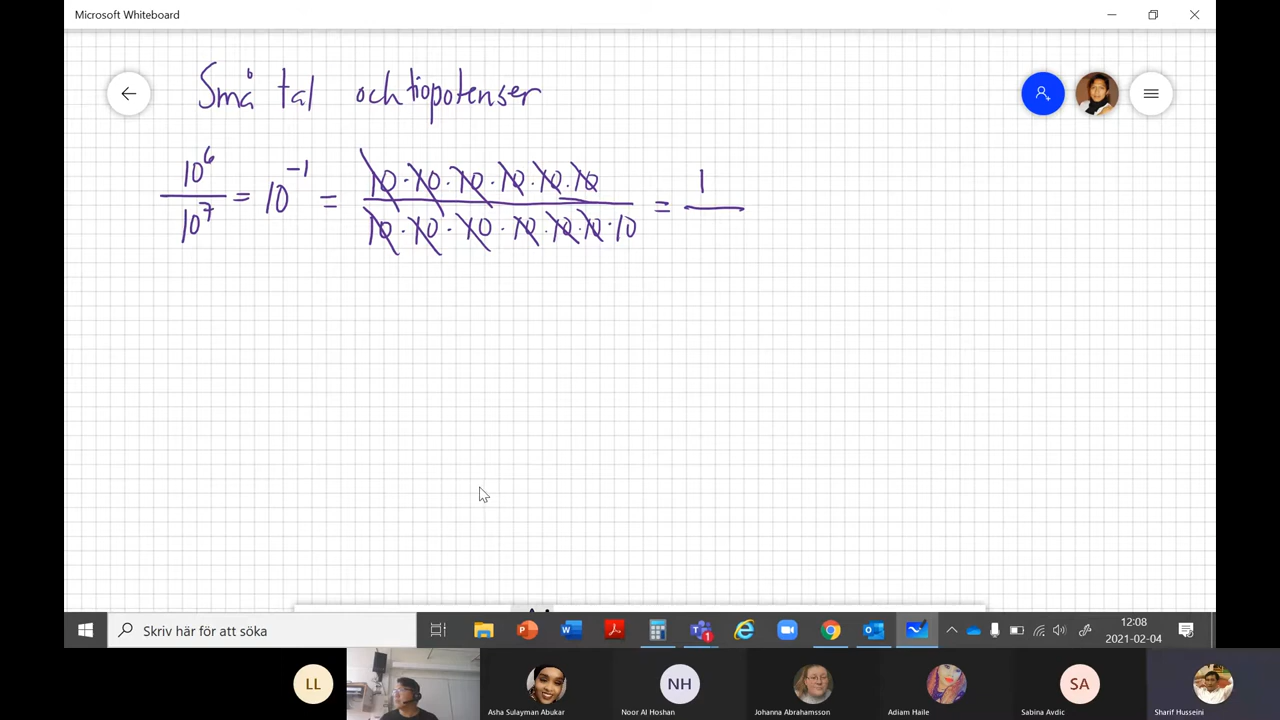 Microsoft Whiteboard
Små tal och tiopotenser
10⁶/10⁷ = 10⁻¹ = 10·10·10·10·10·10/10·10·10·10·10·10·10 = 1/
Skriv här för att söka
1
12:08
2021-02-04
LL
NH
SA
Asha Sulayman Abukar
Noor Al Hoshan
Johanna Abrahamsson
Adiam Haile
Sabina Avdic
Sharif Husseini